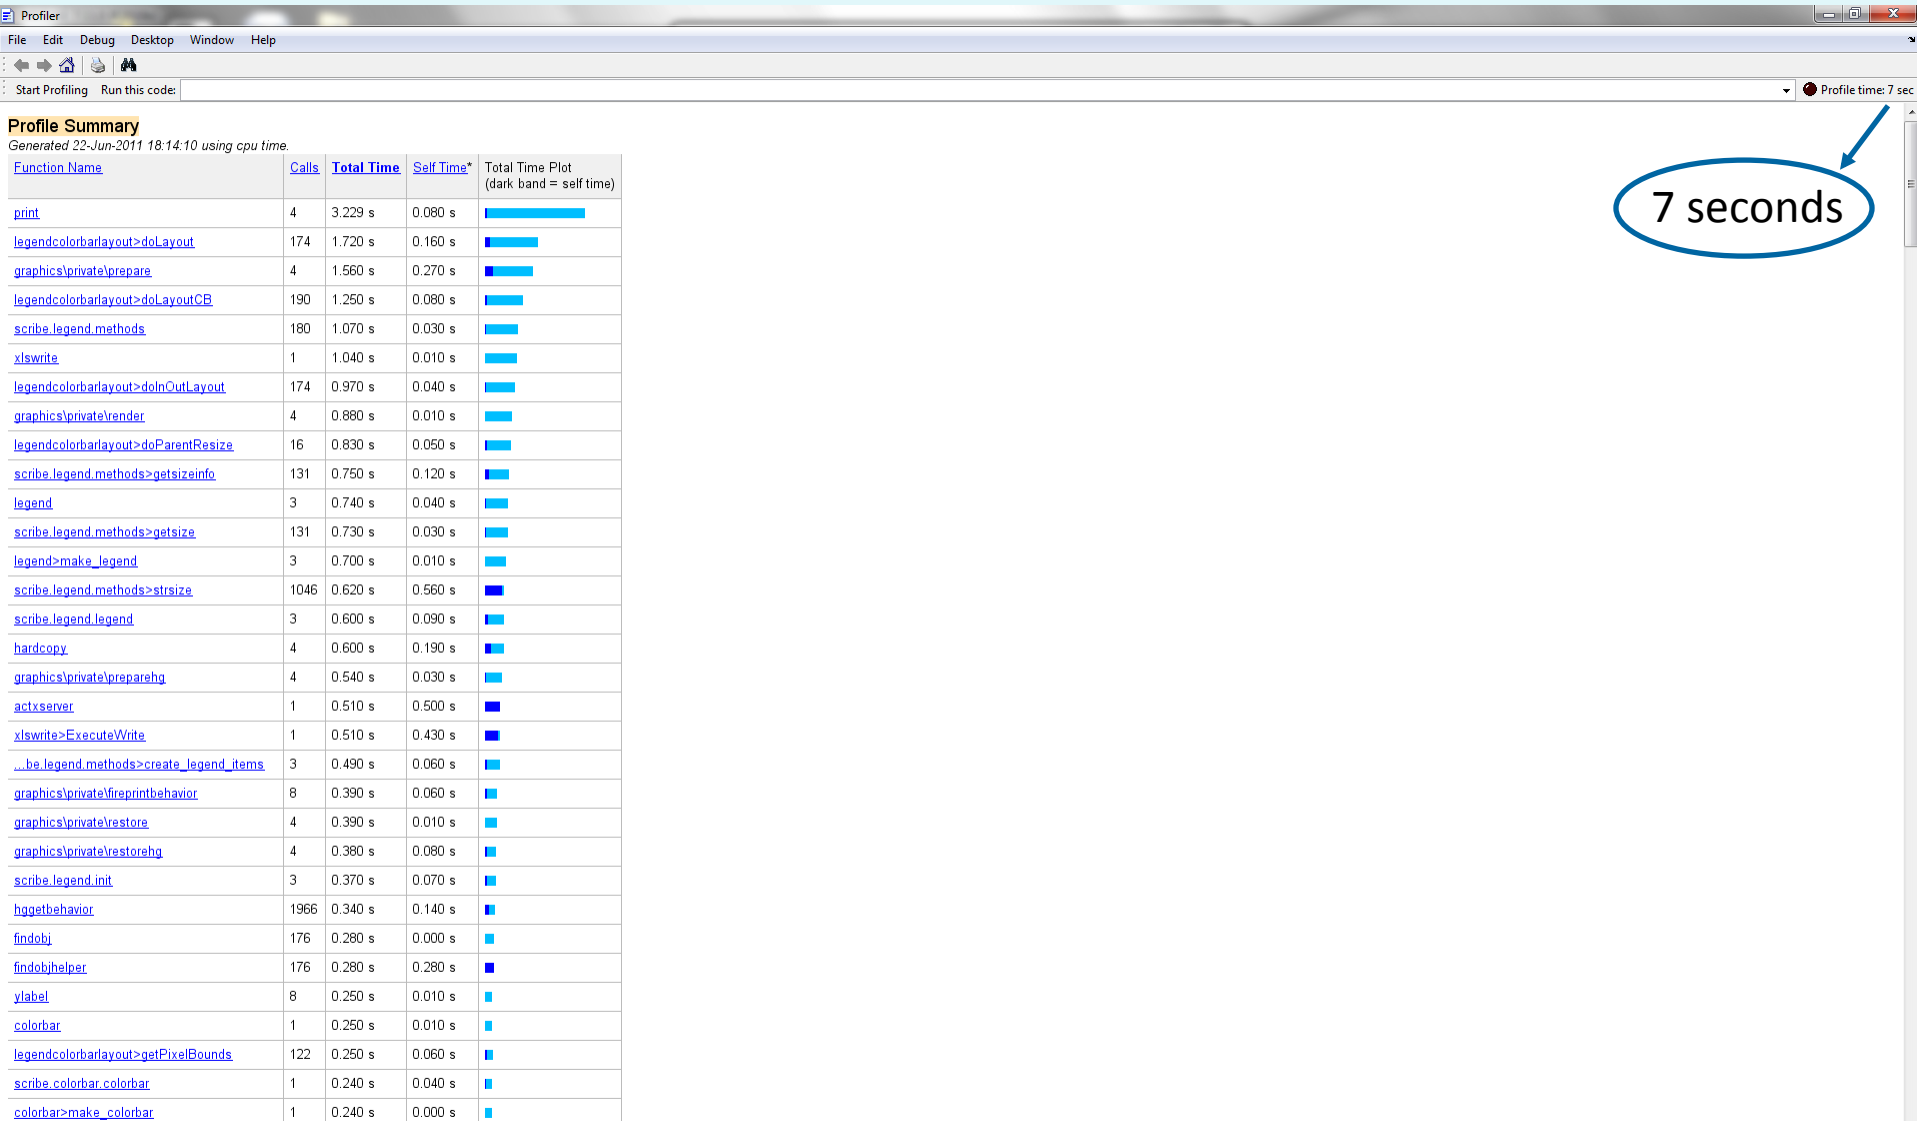 Profiler
File Edit Debug Desktop Window Help
Start Profiling Run this code: Profile time: 7 sec
7 seconds
Profile Summary
Generated 22-Jun-2011 18:14:10 using cpu time.
Function Name Calls Total Time Self Time* Total Time Plot
(dark band = self time)
print 4 3.229 s 0.080 s
legendcolorbarlayout>doLayout 174 1.720 s 0.160 s
graphics\private\prepare 4 1.560 s 0.270 s
legendcolorbarlayout>doLayoutCB 190 1.250 s 0.080 s
scribe.legend.methods 180 1.070 s 0.030 s
xlswrite 1 1.040 s 0.010 s
legendcolorbarlayout>doInOutLayout 174 0.970 s 0.040 s
graphics\private\render 4 0.880 s 0.010 s
legendcolorbarlayout>doParentResize 16 0.830 s 0.050 s
scribe.legend.methods>getsizeinfo 131 0.750 s 0.120 s
legend 3 0.740 s 0.040 s
scribe.legend.methods>getsize 131 0.730 s 0.030 s
legend>make_legend 3 0.700 s 0.010 s
scribe.legend.methods>strsize 1046 0.620 s 0.560 s
scribe.legend.legend 3 0.600 s 0.090 s
hardcopy 4 0.600 s 0.190 s
graphics\private\preparehg 4 0.540 s 0.030 s
actxserver 1 0.510 s 0.500 s
xlswrite>ExecuteWrite 1 0.510 s 0.430 s
...be.legend.methods>create_legend_items 3 0.490 s 0.060 s
graphics\private\fireprintbehavior 8 0.390 s 0.060 s
graphics\private\restore 4 0.390 s 0.010 s
graphics\private\restorehg 4 0.380 s 0.080 s
scribe.legend.init 3 0.370 s 0.070 s
hggetbehavior 1966 0.340 s 0.140 s
findobj 176 0.280 s 0.000 s
findobjhelper 176 0.280 s 0.280 s
ylabel 8 0.250 s 0.010 s
colorbar 1 0.250 s 0.010 s
legendcolorbarlayout>getPixelBounds 122 0.250 s 0.060 s
scribe.colorbar.colorbar 1 0.240 s 0.040 s
colorbar>make_colorbar 1 0.240 s 0.000 s